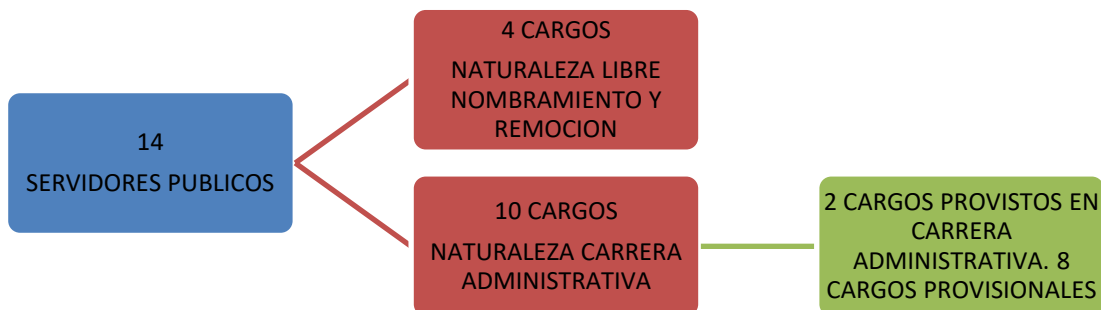 14
SERVIDORES PUBLICOS
4 CARGOS
NATURALEZA LIBRE
NOMBRAMIENTO Y
REMOCION
10 CARGOS
NATURALEZA CARRERA
ADMINISTRATIVA
2 CARGOS PROVISTOS EN
CARRERA
ADMINISTRATIVA. 8
CARGOS PROVISIONALES